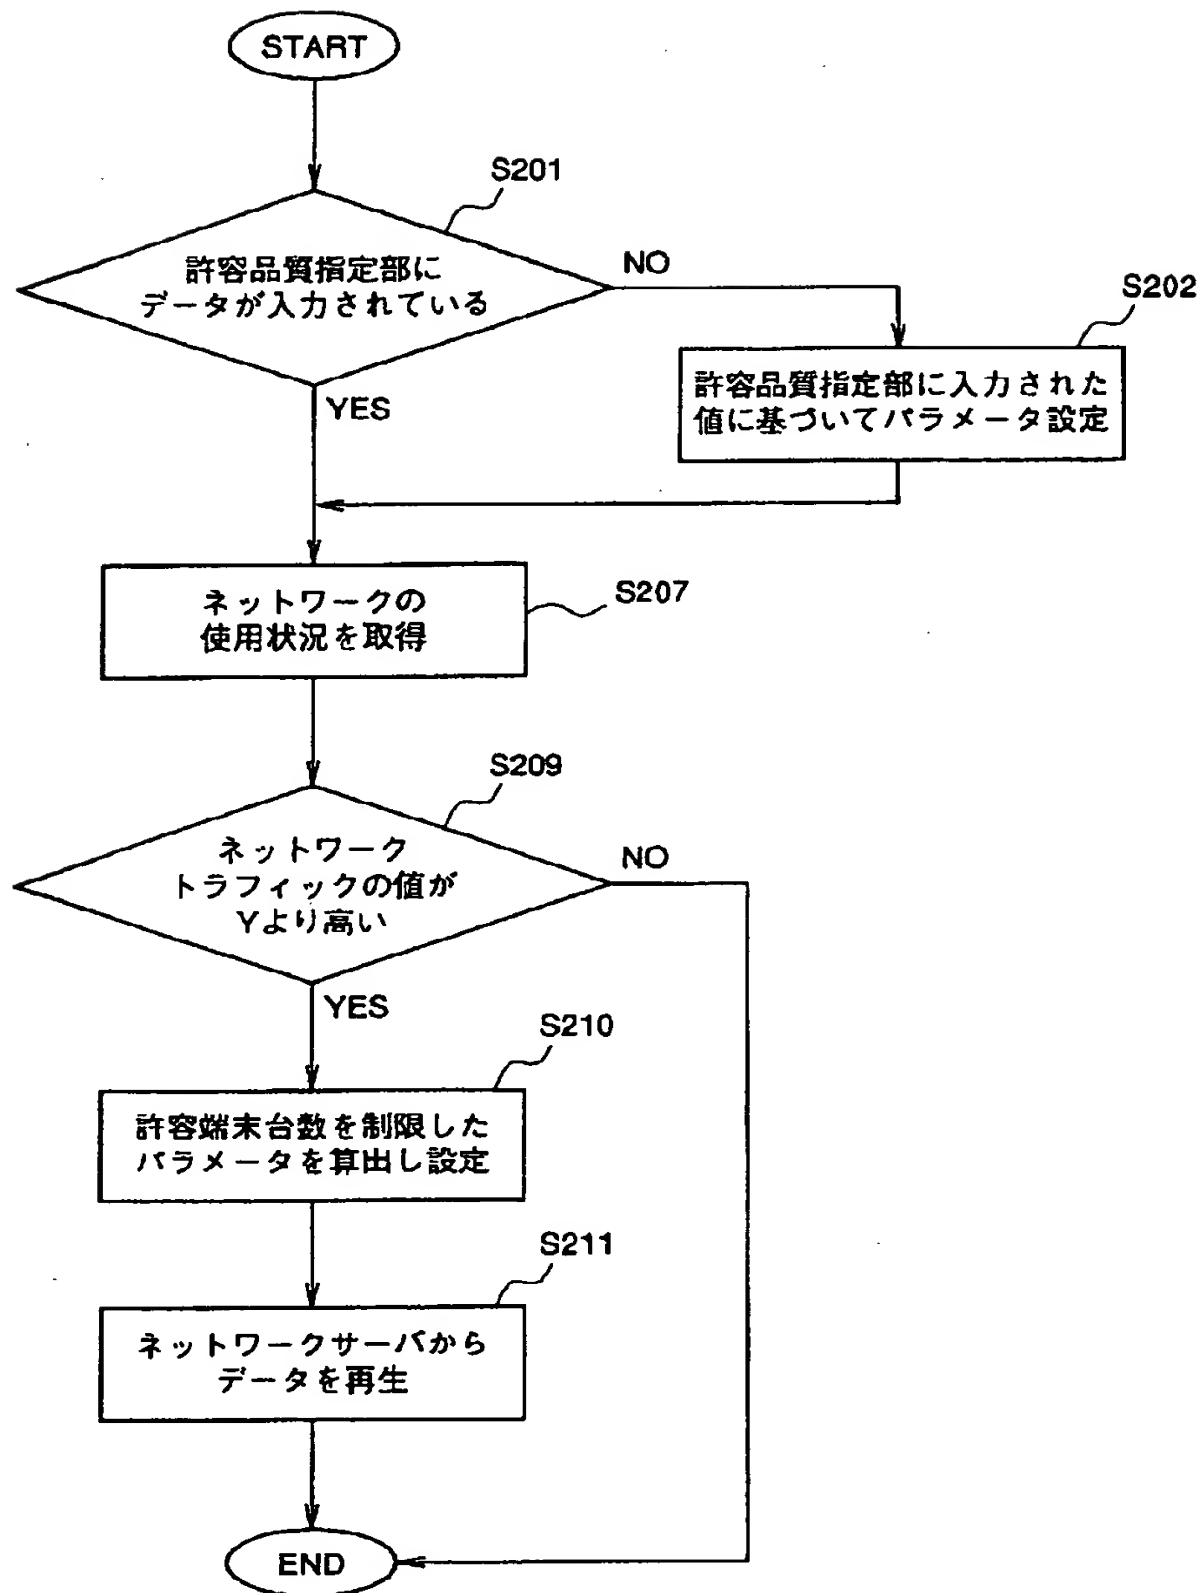 START
S201
許容品質指定部に
データが入力されている
NO
S202
許容品質指定部に入力された
値に基づいてパラメータ設定
YES
ネットワークの
使用状況を取得
S207
S209
ネットワーク
トラフィックの値が
Yより高い
NO
YES
S210
許容端末台数を制限した
パラメータを算出し設定
S211
ネットワークサーバから
データを再生
END